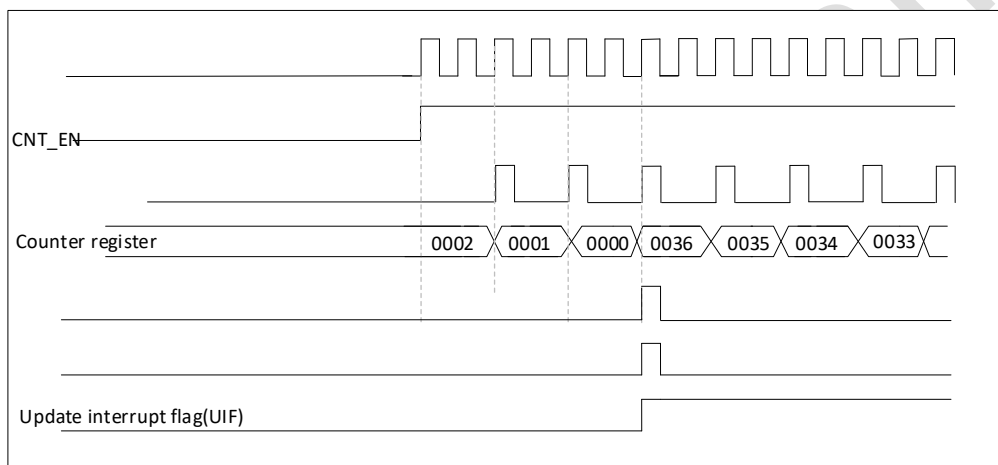 CNT_EN
Counter register 0002 0001 0000 0036 0035 0034 0033
Update interrupt flag(UIF)